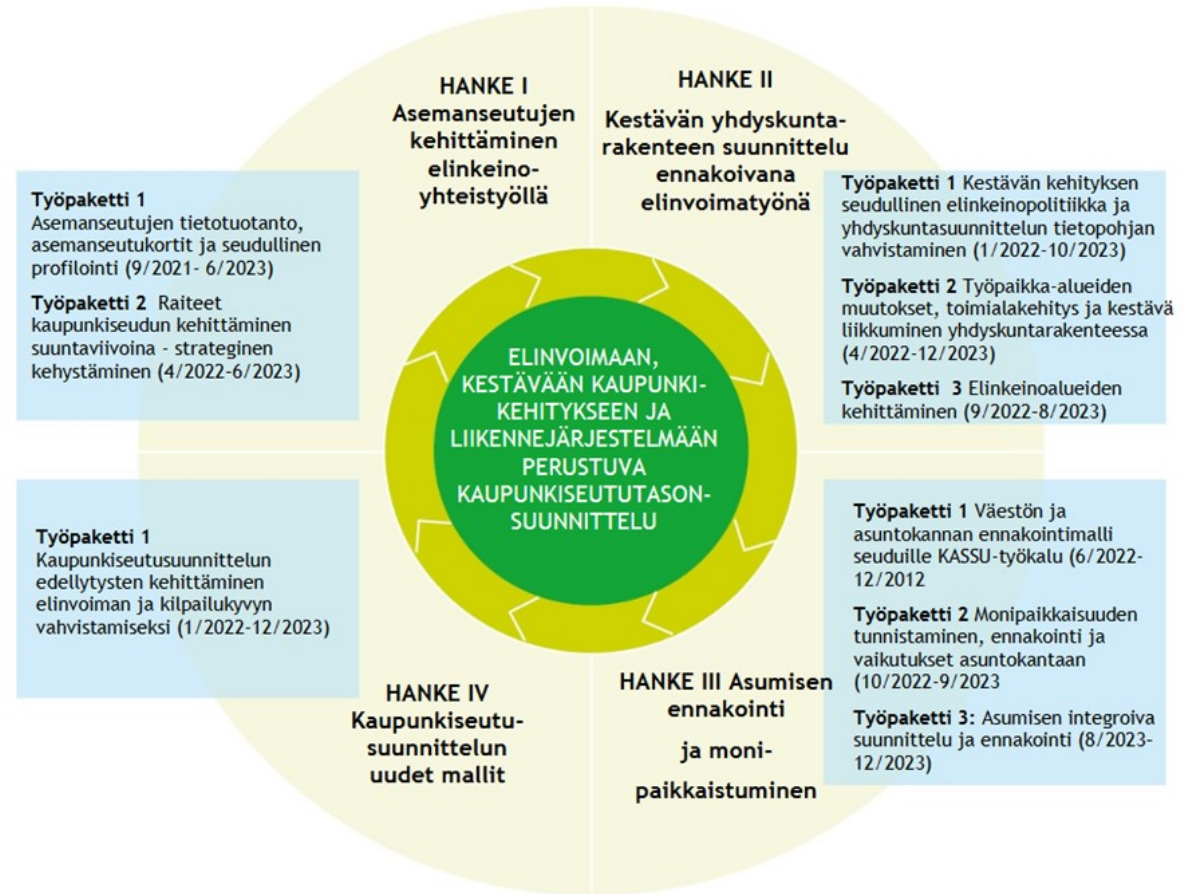 HANKE I
Asemanseutujen
kehittäminen
elinkeino-
yhteistyöllä
HANKE II
Kestävän yhdyskunta-
rakenteen suunnittelu
ennakoivana
elinvoimatyönä
Työpaketti 1
Asemanseutujen tietotuotanto,
asemanseutukortit ja seudullinen
profilointi (9/2021- 6/2023)
Työpaketti 2 Raiteet
kaupunkiseudun kehittäminen
suuntaviivoina - strateginen
kehystäminen (4/2022-6/2023)
Työpaketti 1 Kestävän kehityksen
seudullinen elinkeinopolitiikka ja
yhdyskuntasuunnittelun tietopohjan
vahvistaminen (1/2022-10/2023)
Työpaketti 2 Työpaikka-alueiden
muutokset, toimialakehitys ja kestävä
liikkuminen yhdyskuntarakenteessa
(4/2022-12/2023)
Työpaketti 3 Elinkeinoalueiden
kehittäminen (9/2022-8/2023)
ELINVOIMAAN,
KESTÄVÄÄN KAUPUNKI-
KEHITYKSEEN JA
LIIKENNEJÄRJESTELMÄÄN
PERUSTUVA
KAUPUNKISEUTUTASON-
SUUNNITTELU
Työpaketti 1
Kaupunkiseutusuunnittelun
edellytysten kehittäminen
elinvoiman ja kilpailukyvyn
vahvistamiseksi (1/2022-12/2023)
Työpaketti 1 Väestön ja
asuntokannan ennakointimalli
seuduille KASSU-työkalu (6/2022-
12/2012
Työpaketti 2 Monipaikkaisuuden
tunnistaminen, ennakointi ja
vaikutukset asuntokantaan
(10/2022-9/2023
Työpaketti 3: Asumisen integroiva
suunnittelu ja ennakointi (8/2023-
12/2023)
HANKE IV
Kaupunkiseutu-
suunnittelun
uudet mallit
HANKE III Asumisen
ennakointi
ja moni-
paikkaistuminen